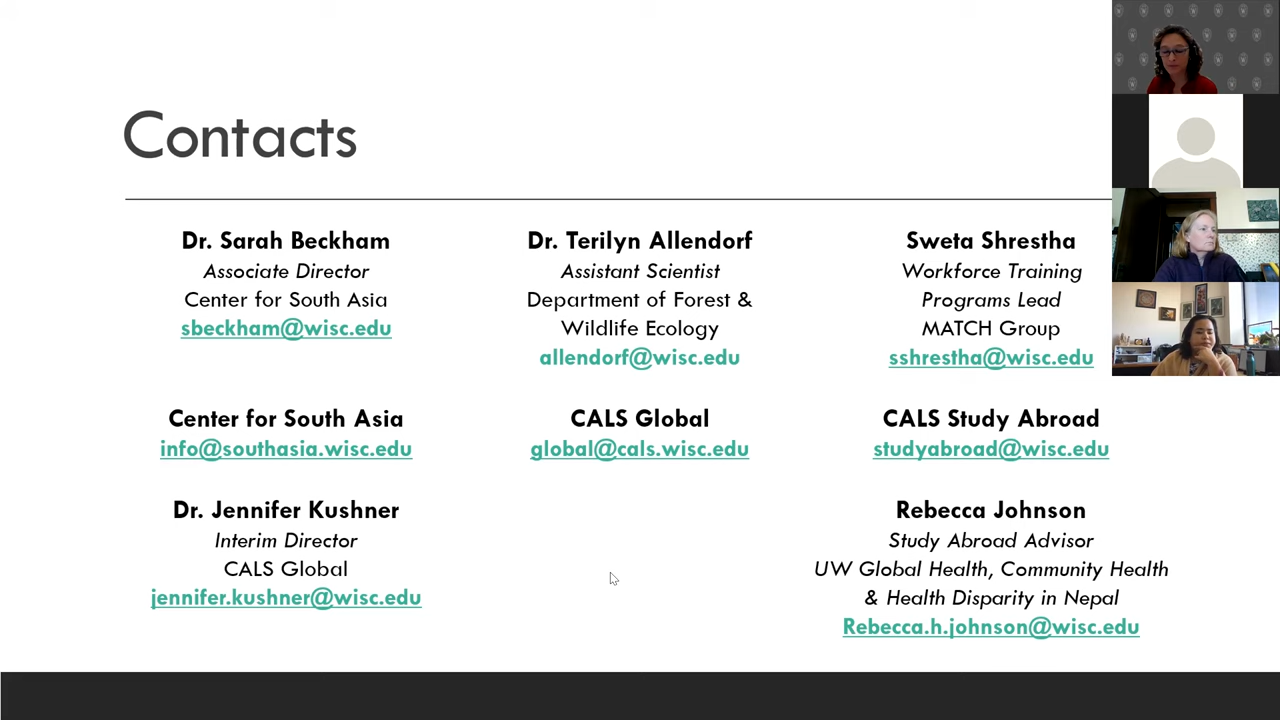 Contacts
Dr. Sarah Beckham
Associate Director
Center for South Asia
sbeckham@wisc.edu
Dr. Terilyn Allendorf
Assistant Scientist
Department of Forest &
Wildlife Ecology
allendorf@wisc.edu
Sweta Shrestha
Workforce Training
Programs Lead
MATCH Group
sshrestha@wisc.edu
Center for South Asia
info@southasia.wisc.edu
CALS Global
global@cals.wisc.edu
CALS Study Abroad
studyabroad@wisc.edu
Dr. Jennifer Kushner
Interim Director
CALS Global
jennifer.kushner@wisc.edu
Rebecca Johnson
Study Abroad Advisor
UW Global Health, Community Health
& Health Disparity in Nepal
Rebecca.h.johnson@wisc.edu